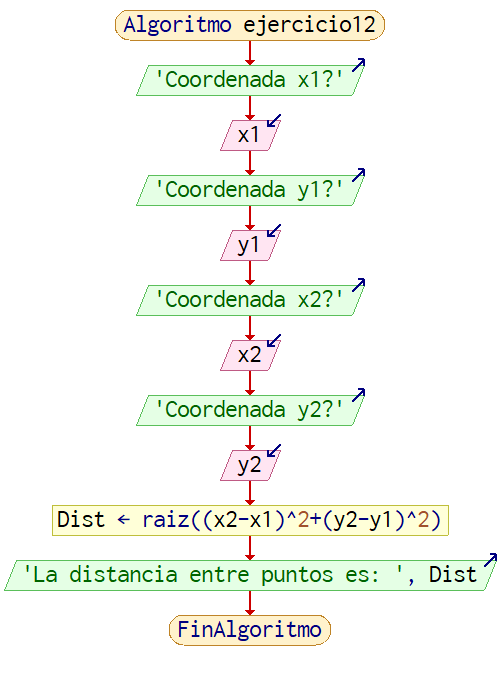 Algoritmo ejercicio12
'Coordenada x1?'
x1
'Coordenada y1?'
y1
'Coordenada x2?'
x2
'Coordenada y2?'
y2
Dist ← raiz((x2-x1)^2+(y2-y1)^2)
'La distancia entre puntos es: ', Dist
FinAlgoritmo